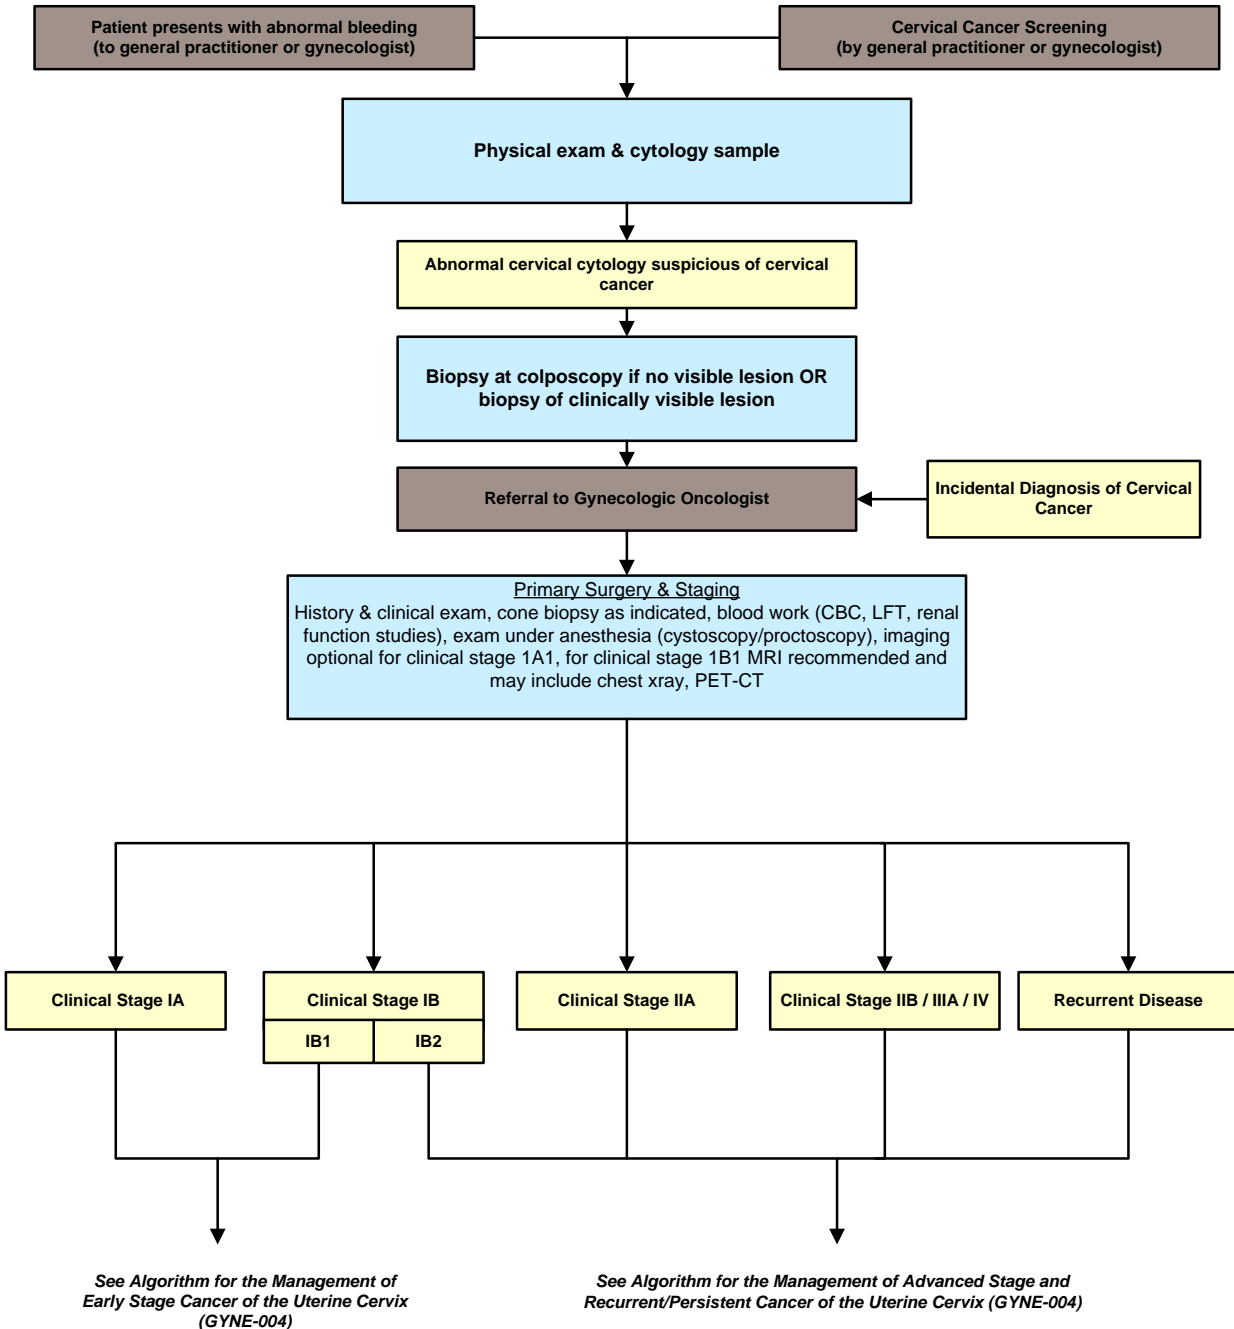 Patient presents with abnormal bleeding
(to general practitioner or gynecologist)
Cervical Cancer Screening
(by general practitioner or gynecologist)
Physical exam & cytology sample
Abnormal cervical cytology suspicious of cervical
cancer
Biopsy at colposcopy if no visible lesion OR
biopsy of clinically visible lesion
Referral to Gynecologic Oncologist
Incidental Diagnosis of Cervical
Cancer
Primary Surgery & Staging
History & clinical exam, cone biopsy as indicated, blood work (CBC, LFT, renal
function studies), exam under anesthesia (cystoscopy/proctoscopy), imaging
optional for clinical stage 1A1, for clinical stage 1B1 MRI recommended and
may include chest xray, PET-CT
Clinical Stage IA
Clinical Stage IB
IB1
IB2
Clinical Stage IIA
Clinical Stage IIB / IIIA / IV
Recurrent Disease
See Algorithm for the Management of
Early Stage Cancer of the Uterine Cervix
(GYNE-004)
See Algorithm for the Management of Advanced Stage and
Recurrent/Persistent Cancer of the Uterine Cervix (GYNE-004)